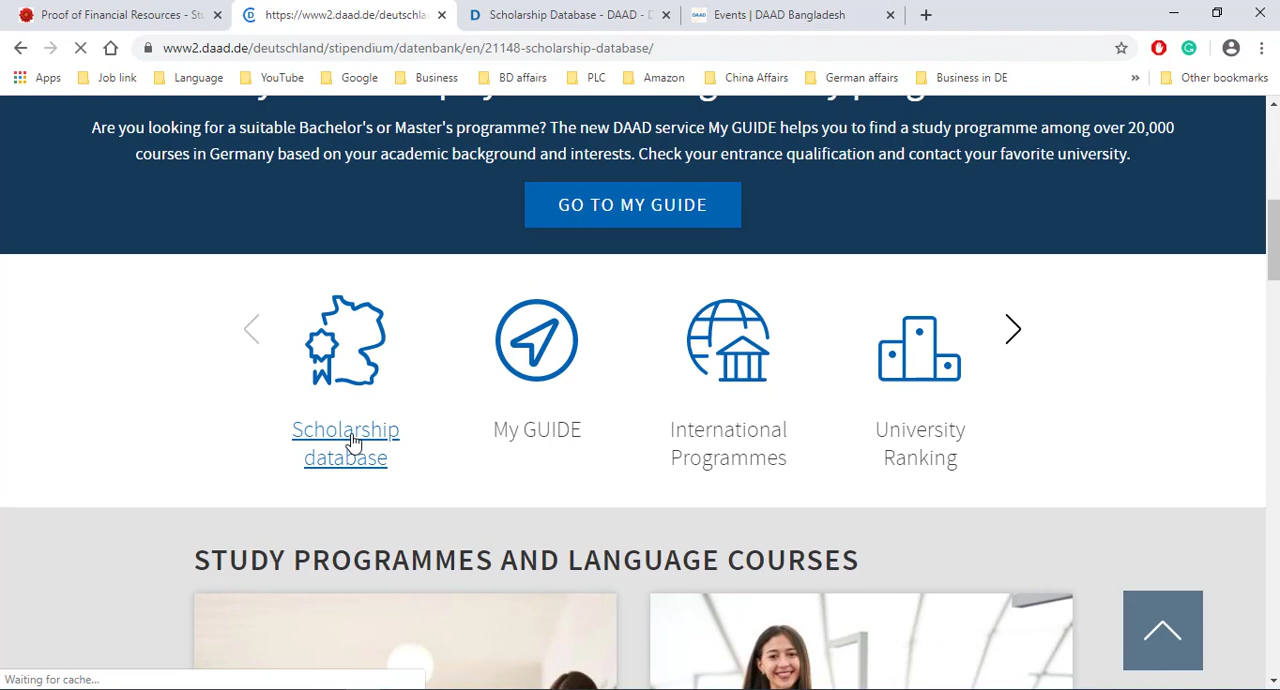 Proof of Financial Resources - Stu
https://www2.daad.de/deutschla
Scholarship Database - DAAD - D
Events | DAAD Bangladesh
www2.daad.de/deutschland/stipendium/datenbank/en/21148-scholarship-database/
Apps
Job link
Language
YouTube
Google
Business
BD affairs
PLC
Amazon
China Affairs
German affairs
Business in DE
»
Other bookmarks
Are you looking for a suitable Bachelor's or Master's programme? The new DAAD service My GUIDE helps you to find a study programme among over 20,000
courses in Germany based on your academic background and interests. Check your entrance qualification and contact your favorite university.
GO TO MY GUIDE
Scholarship
database
My GUIDE
International
Programmes
University
Ranking
STUDY PROGRAMMES AND LANGUAGE COURSES
Waiting for cache...